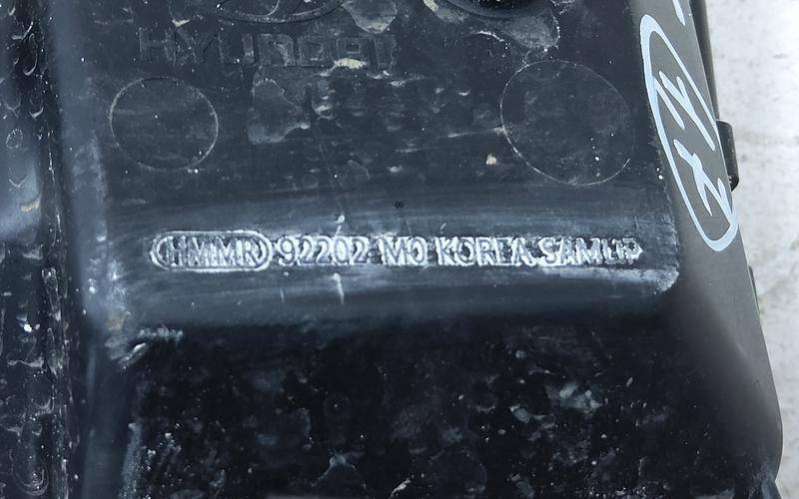 HYUNDAI
HMMR 92202-M0 KOREA SAMLIP